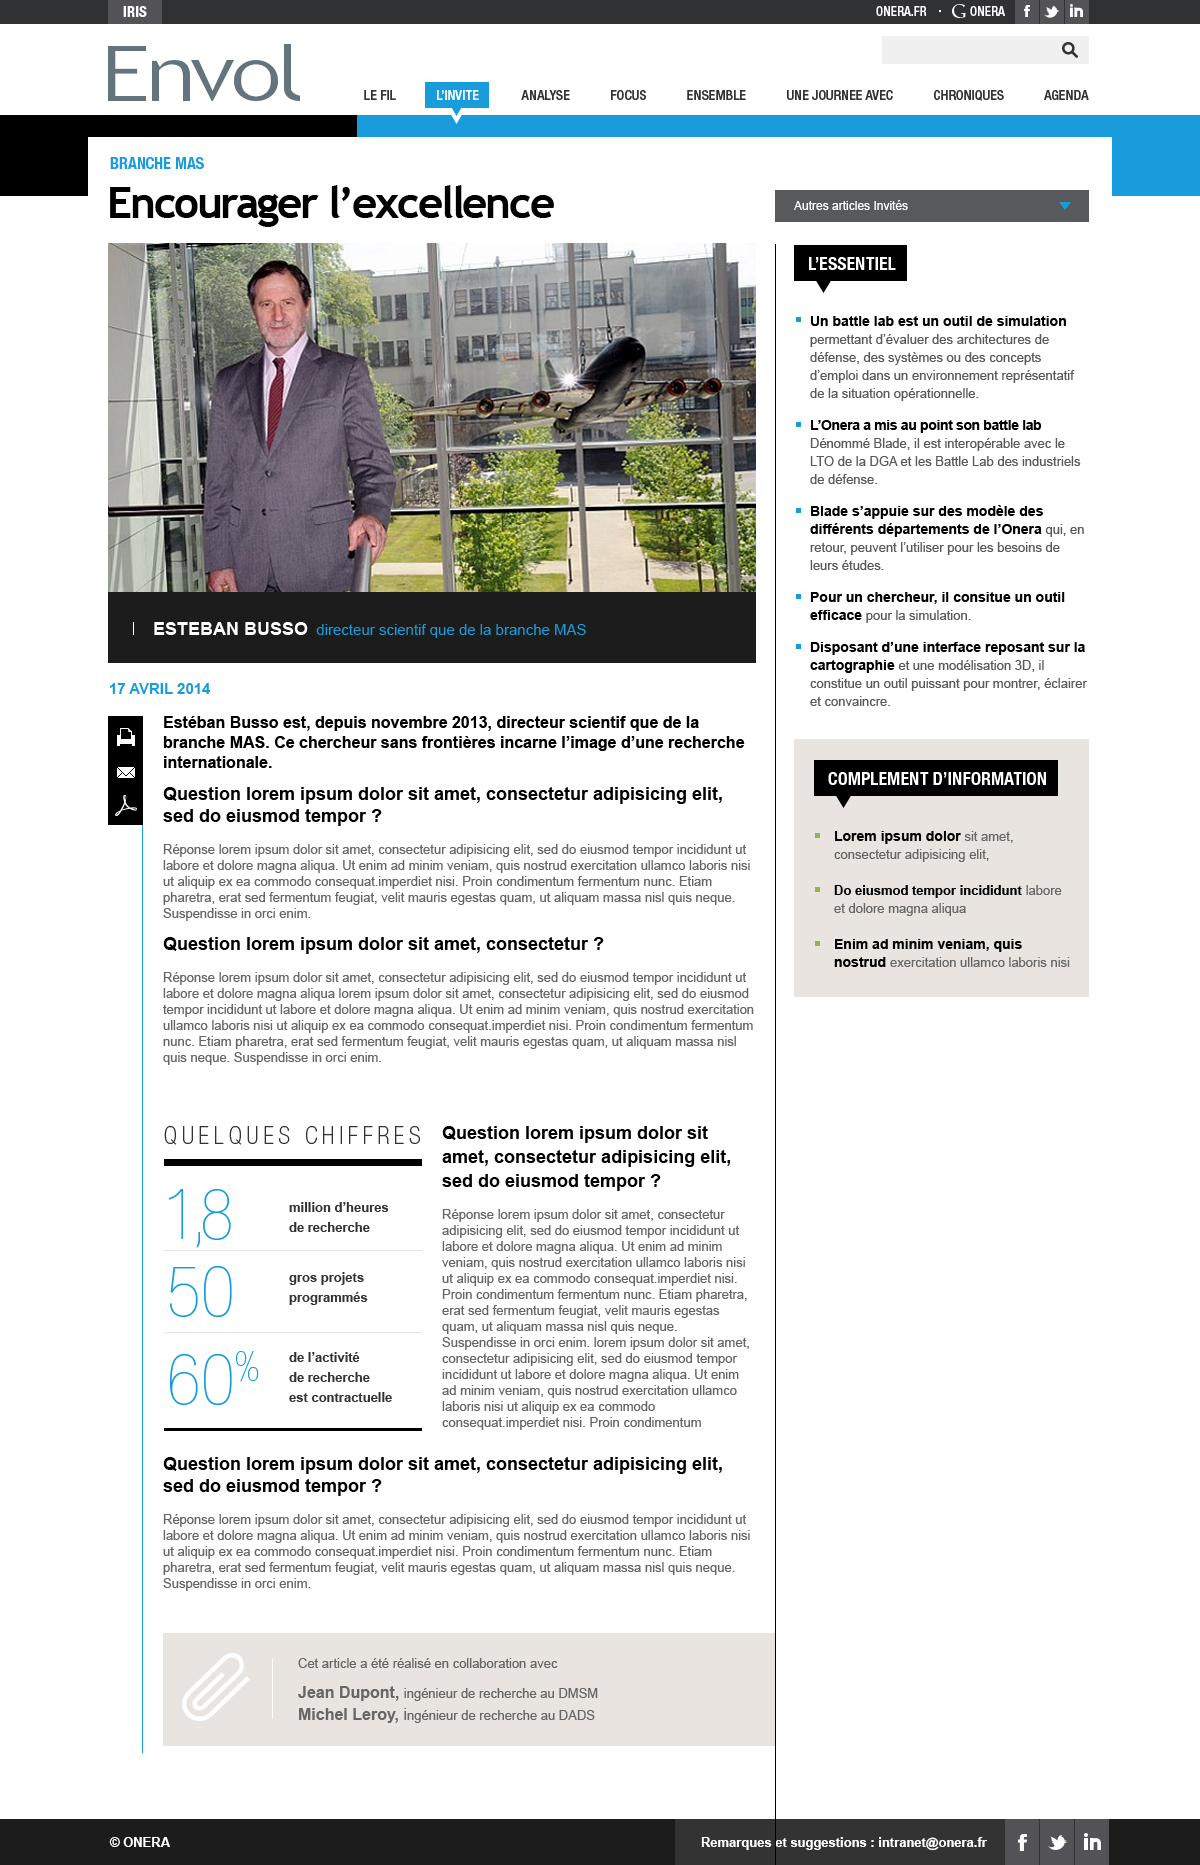 IRIS
ONERA.FR · G ONERA
Envol
LE FIL
L'INVITE
ANALYSE
FOCUS
ENSEMBLE
UNE JOURNEE AVEC
CHRONIQUES
AGENDA
BRANCHE MAS
Encourager l'excellence
Autres articles Invités
ESTEBAN BUSSO directeur scientif que de la branche MAS
17 AVRIL 2014
Estéban Busso est, depuis novembre 2013, directeur scientif que de la
branche MAS. Ce chercheur sans frontières incarne l'image d'une recherche
internationale.
Question lorem ipsum dolor sit amet, consectetur adipisicing elit,
sed do eiusmod tempor ?
Réponse lorem ipsum dolor sit amet, consectetur adipisicing elit, sed do eiusmod tempor incididunt ut
labore et dolore magna aliqua. Ut enim ad minim veniam, quis nostrud exercitation ullamco laboris nisi
ut aliquip ex ea commodo consequat.imperdiet nisi. Proin condimentum fermentum nunc. Etiam
pharetra, erat sed fermentum feugiat, velit mauris egestas quam, ut aliquam massa nisl quis neque.
Suspendisse in orci enim.
Question lorem ipsum dolor sit amet, consectetur ?
Réponse lorem ipsum dolor sit amet, consectetur adipisicing elit, sed do eiusmod tempor incididunt ut
labore et dolore magna aliqua lorem ipsum dolor sit amet, consectetur adipisicing elit, sed do eiusmod
tempor incididunt ut labore et dolore magna aliqua. Ut enim ad minim veniam, quis nostrud exercitation
ullamco laboris nisi ut aliquip ex ea commodo consequat.imperdiet nisi. Proin condimentum fermentum
nunc. Etiam pharetra, erat sed fermentum feugiat, velit mauris egestas quam, ut aliquam massa nisl
quis neque. Suspendisse in orci enim.
QUELQUES CHIFFRES
1,8
million d'heures
de recherche
50
gros projets
programmés
60%
de l'activité
de recherche
est contractuelle
Question lorem ipsum dolor sit
amet, consectetur adipisicing elit,
sed do eiusmod tempor ?
Réponse lorem ipsum dolor sit amet, consectetur
adipisicing elit, sed do eiusmod tempor incididunt ut
labore et dolore magna aliqua. Ut enim ad minim
veniam, quis nostrud exercitation ullamco laboris nisi
ut aliquip ex ea commodo consequat.imperdiet nisi.
Proin condimentum fermentum nunc. Etiam pharetra,
erat sed fermentum feugiat, velit mauris egestas
quam, ut aliquam massa nisl quis neque.
Suspendisse in orci enim. lorem ipsum dolor sit amet,
consectetur adipisicing elit, sed do eiusmod tempor
incididunt ut labore et dolore magna aliqua. Ut enim
ad minim veniam, quis nostrud exercitation ullamco
laboris nisi ut aliquip ex ea commodo
consequat.imperdiet nisi. Proin condimentum
Question lorem ipsum dolor sit amet, consectetur adipisicing elit,
sed do eiusmod tempor ?
Réponse lorem ipsum dolor sit amet, consectetur adipisicing elit, sed do eiusmod tempor incididunt ut
labore et dolore magna aliqua. Ut enim ad minim veniam, quis nostrud exercitation ullamco laboris nisi
ut aliquip ex ea commodo consequat.imperdiet nisi. Proin condimentum fermentum nunc. Etiam
pharetra, erat sed fermentum feugiat, velit mauris egestas quam, ut aliquam massa nisl quis neque.
Suspendisse in orci enim.
Cet article a été réalisé en collaboration avec
Jean Dupont, ingénieur de recherche au DMSM
Michel Leroy, ingénieur de recherche au DADS
L'ESSENTIEL
Un battle lab est un outil de simulation
permettant d'évaluer des architectures de
défense, des systèmes ou des concepts
d'emploi dans un environnement représentatif
de la situation opérationnelle.
L'Onera a mis au point son battle lab
Dénommé Blade, il est interopérable avec le
LTO de la DGA et les Battle Lab des industriels
de défense.
Blade s'appuie sur des modèle des
différents départements de l'Onera qui, en
retour, peuvent l'utiliser pour les besoins de
leurs études.
Pour un chercheur, il consitue un outil
efficace pour la simulation.
Disposant d'une interface reposant sur la
cartographie et une modélisation 3D, il
constitue un outil puissant pour montrer, éclairer
et convaincre.
COMPLEMENT D'INFORMATION
Lorem ipsum dolor sit amet,
consectetur adipisicing elit,
Do eiusmod tempor incididunt labore
et dolore magna aliqua
Enim ad minim veniam, quis
nostrud exercitation ullamco laboris nisi
© ONERA
Remarques et suggestions : intranet@onera.fr